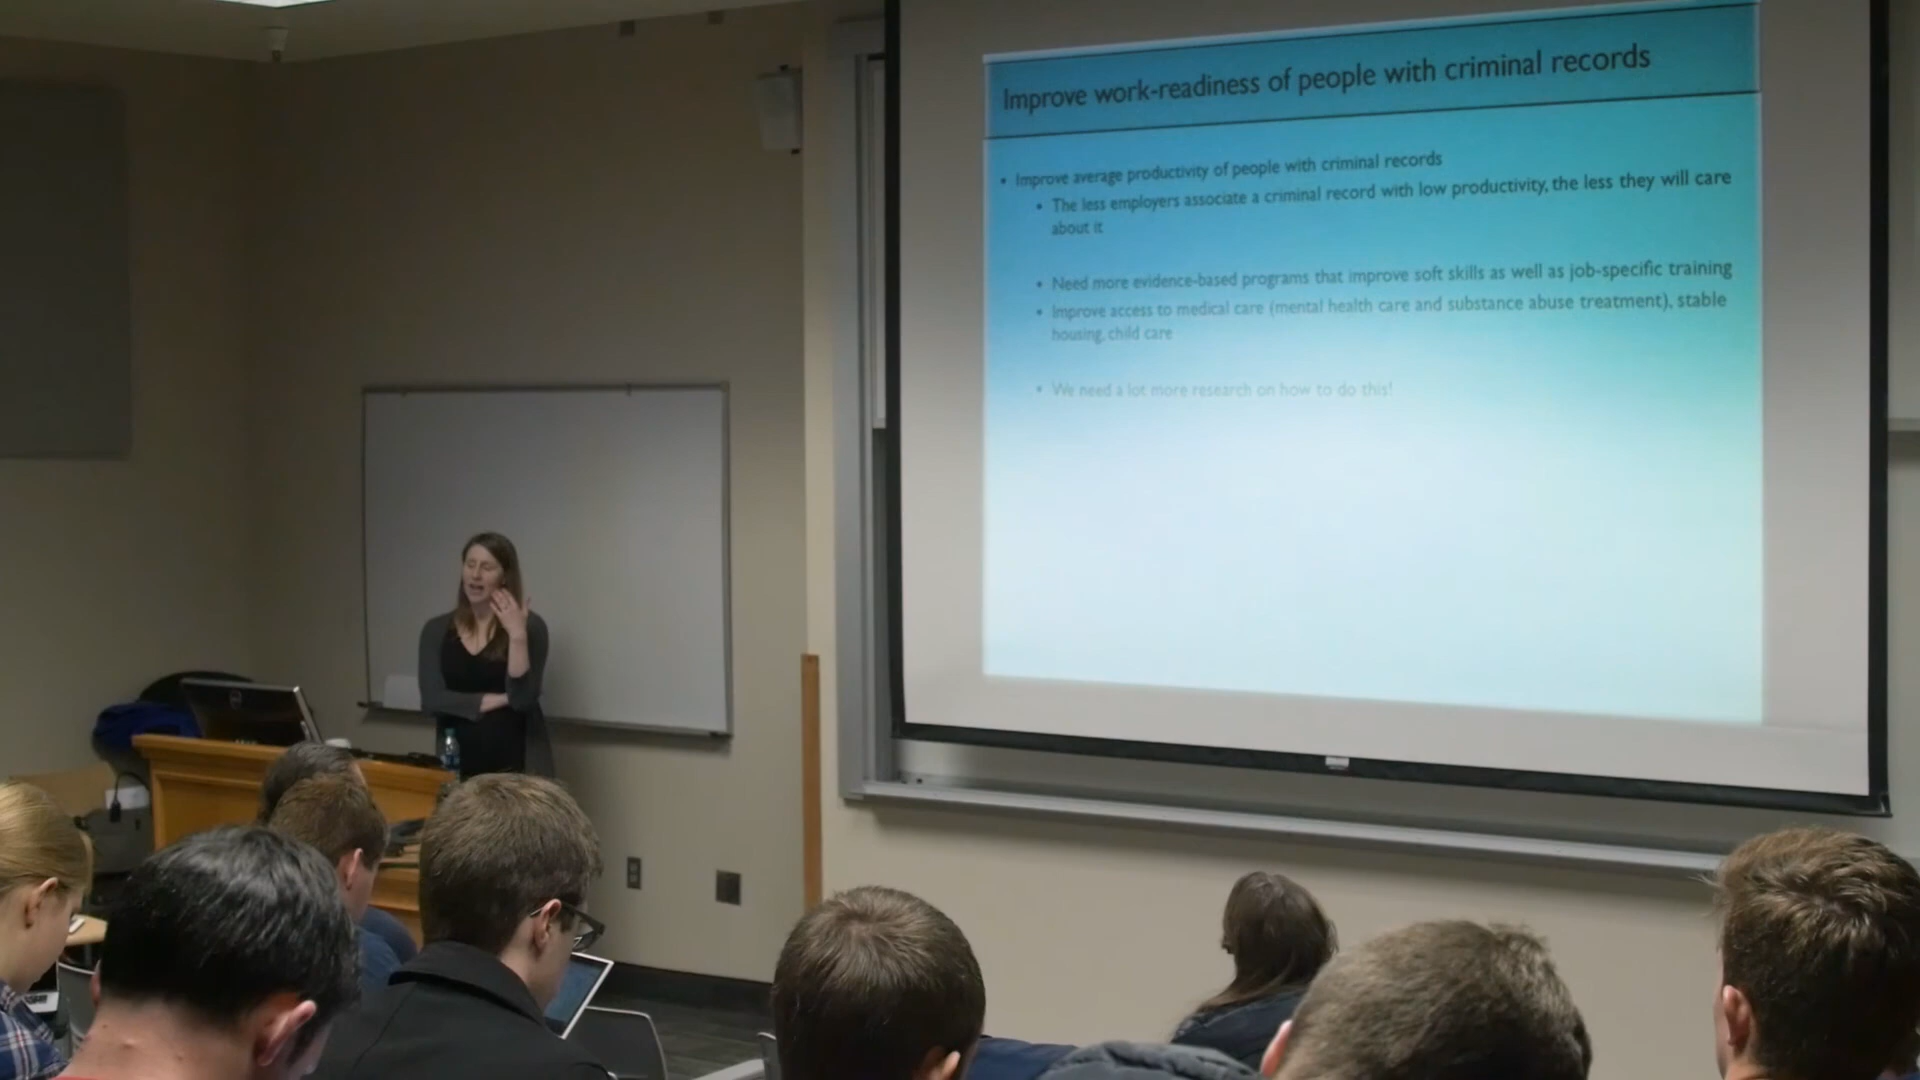 Improve work-readiness of people with criminal records
• Improve average productivity of people with criminal records
• The less employers associate a criminal record with low productivity, the less they will care
about it
• Need more evidence-based programs that improve soft skills as well as job-specific training
• Improve access to medical care (mental health care and substance abuse treatment), stable
housing, child care
• We need a lot more research on how to do this!